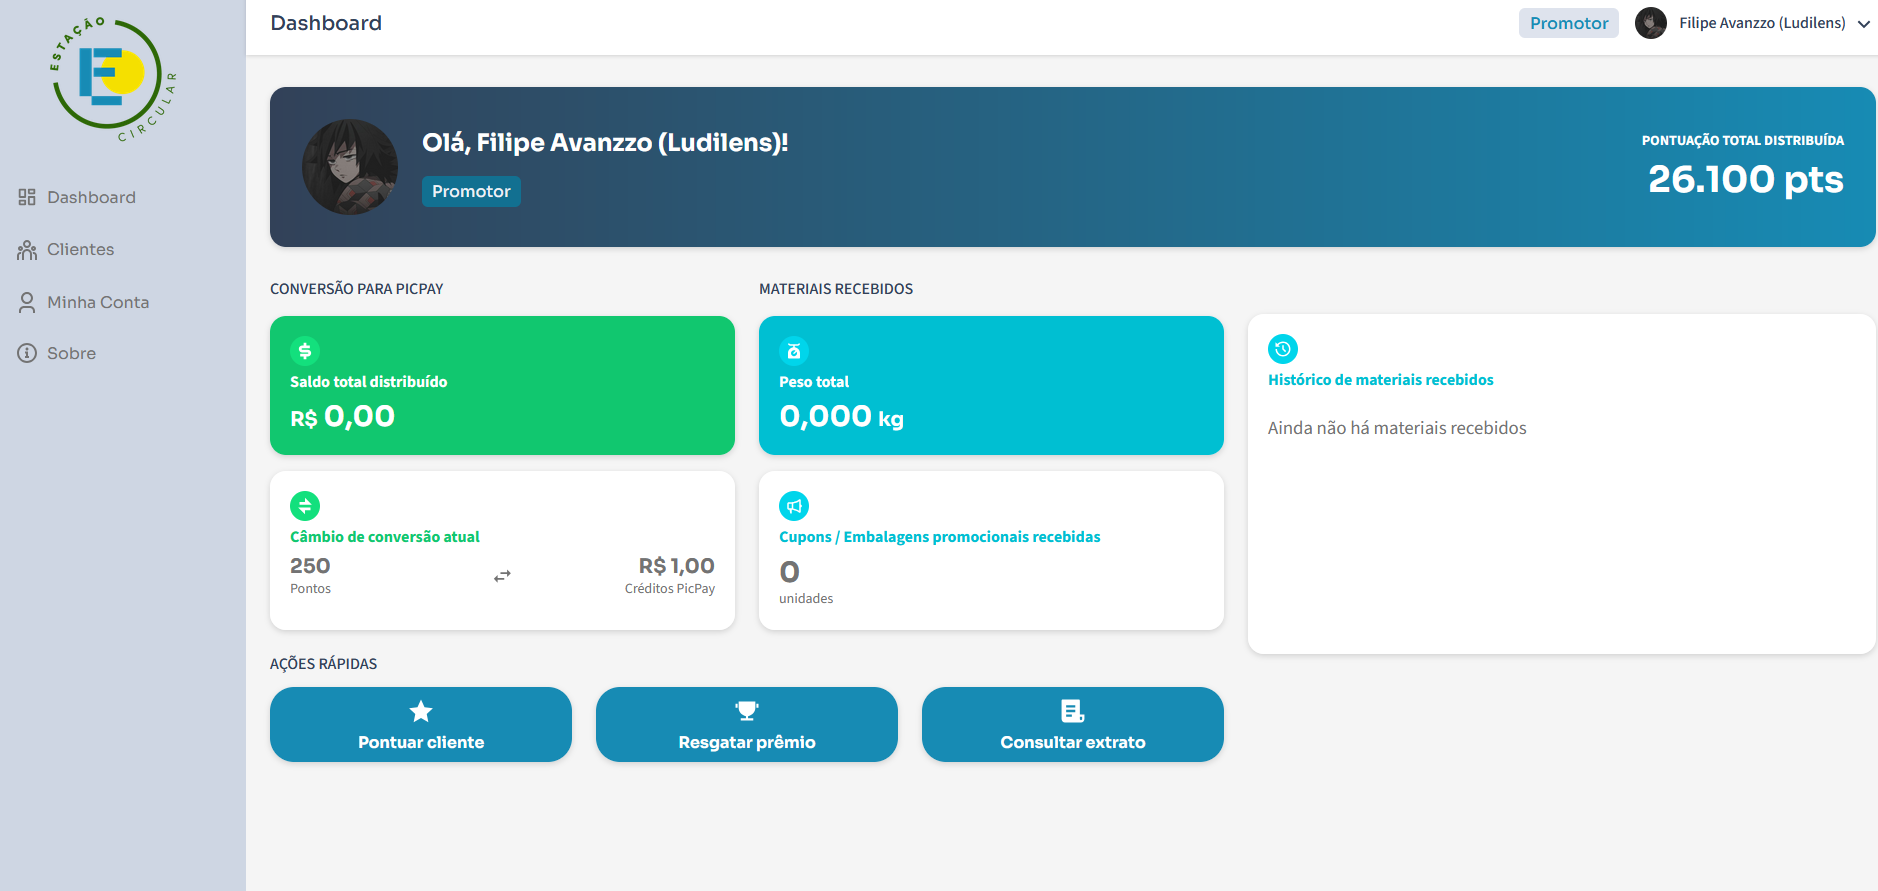 ESTAÇÃO
CIRCULAR
Dashboard
Clientes
Minha Conta
Sobre
Dashboard
Promotor
Filipe Avanzzo (Ludilens)
Olá, Filipe Avanzzo (Ludilens)!
Promotor
PONTUAÇÃO TOTAL DISTRIBUÍDA
26.100 pts
CONVERSÃO PARA PICPAY
Saldo total distribuído
R$ 0,00
Câmbio de conversão atual
250
Pontos
R$ 1,00
Créditos PicPay
MATERIAIS RECEBIDOS
Peso total
0,000 kg
Cupons / Embalagens promocionais recebidas
0
unidades
Histórico de materiais recebidos
Ainda não há materiais recebidos
AÇÕES RÁPIDAS
Pontuar cliente
Resgatar prêmio
Consultar extrato